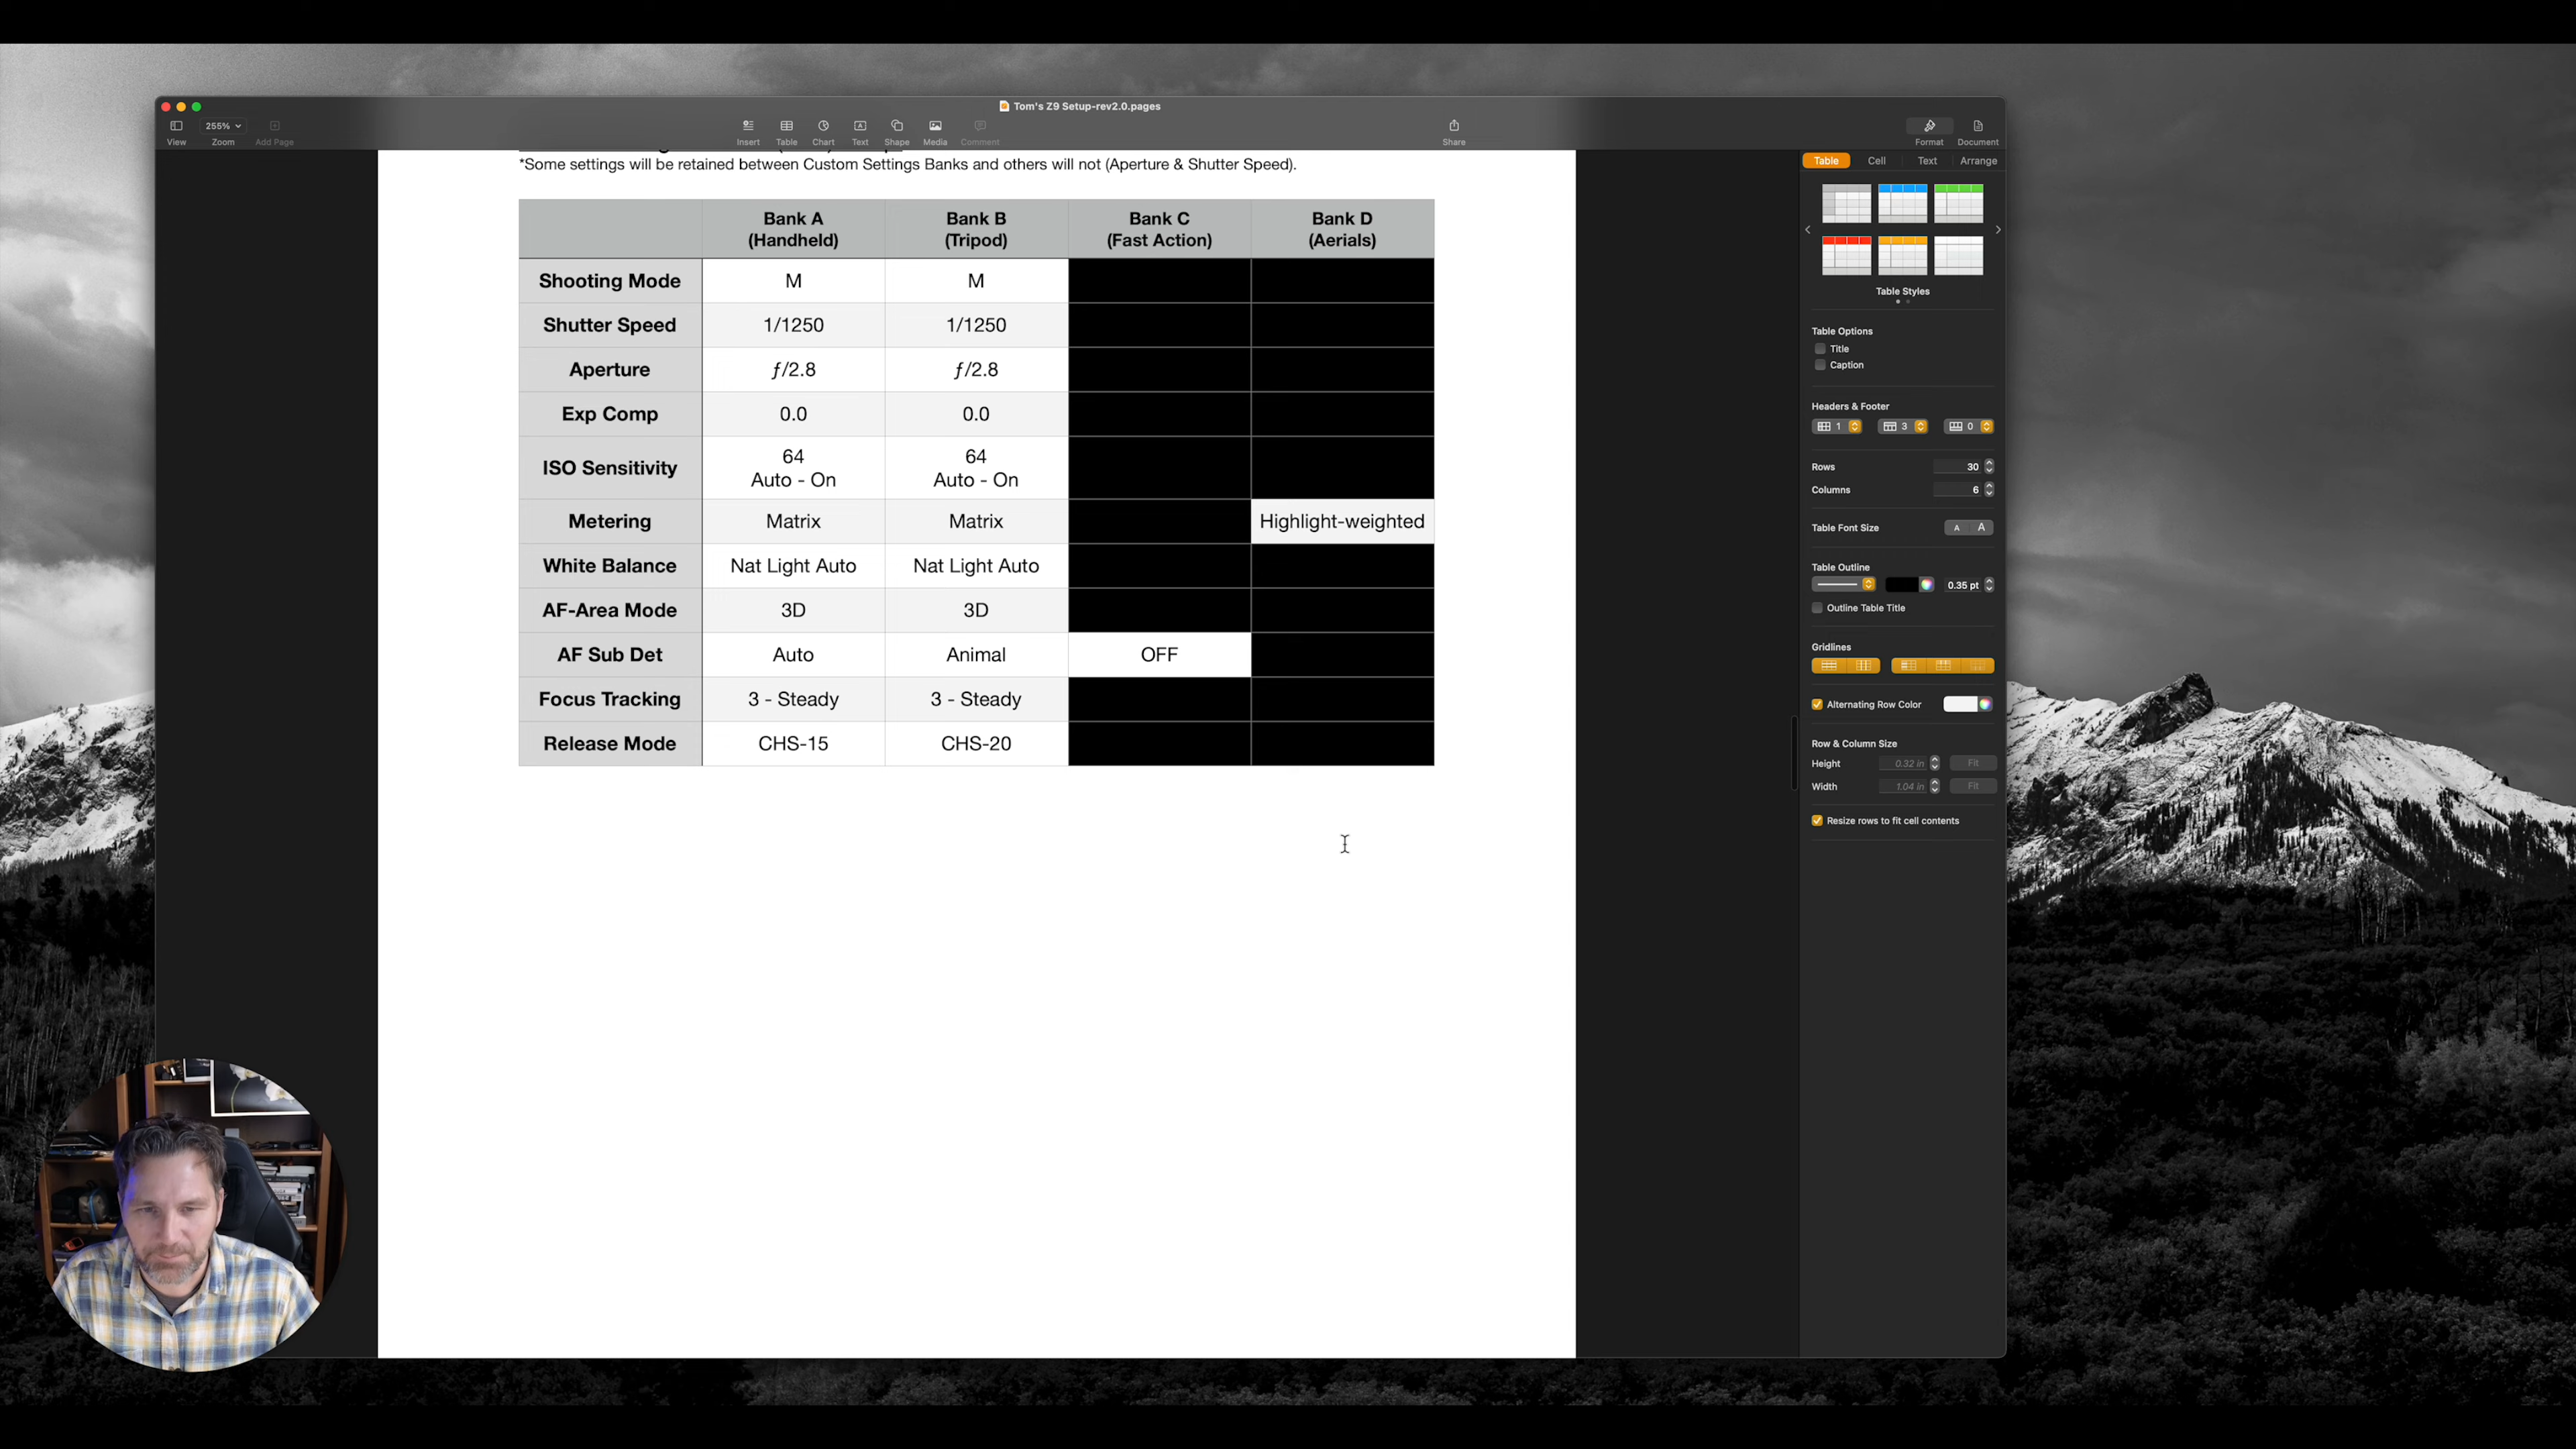 Tom's Z9 Setup-rev2.0.pages
255%
View
Zoom
Add Page
Insert
Table
Chart
Text
Shape
Media
Comment
Share
Format
Document
*Some settings will be retained between Custom Settings Banks and others will not (Aperture & Shutter Speed).
Bank A (Handheld)
Bank B (Tripod)
Bank C (Fast Action)
Bank D (Aerials)
Shooting Mode M M
Shutter Speed 1/1250 1/1250
Aperture ƒ/2.8 ƒ/2.8
Exp Comp 0.0 0.0
ISO Sensitivity 64 Auto - On 64 Auto - On
Metering Matrix Matrix Highlight-weighted
White Balance Nat Light Auto Nat Light Auto
AF-Area Mode 3D 3D
AF Sub Det Auto Animal OFF
Focus Tracking 3 - Steady 3 - Steady
Release Mode CHS-15 CHS-20
Table Cell Text Arrange
Table Styles
Table Options
Title
Caption
Headers & Footer
1 3 0
Rows 30
Columns 6
Table Font Size A A
Table Outline
0.35 pt
Outline Table Title
Gridlines
Alternating Row Color
Row & Column Size
Height 0.32 in Fit
Width 1.04 in Fit
Resize rows to fit cell contents